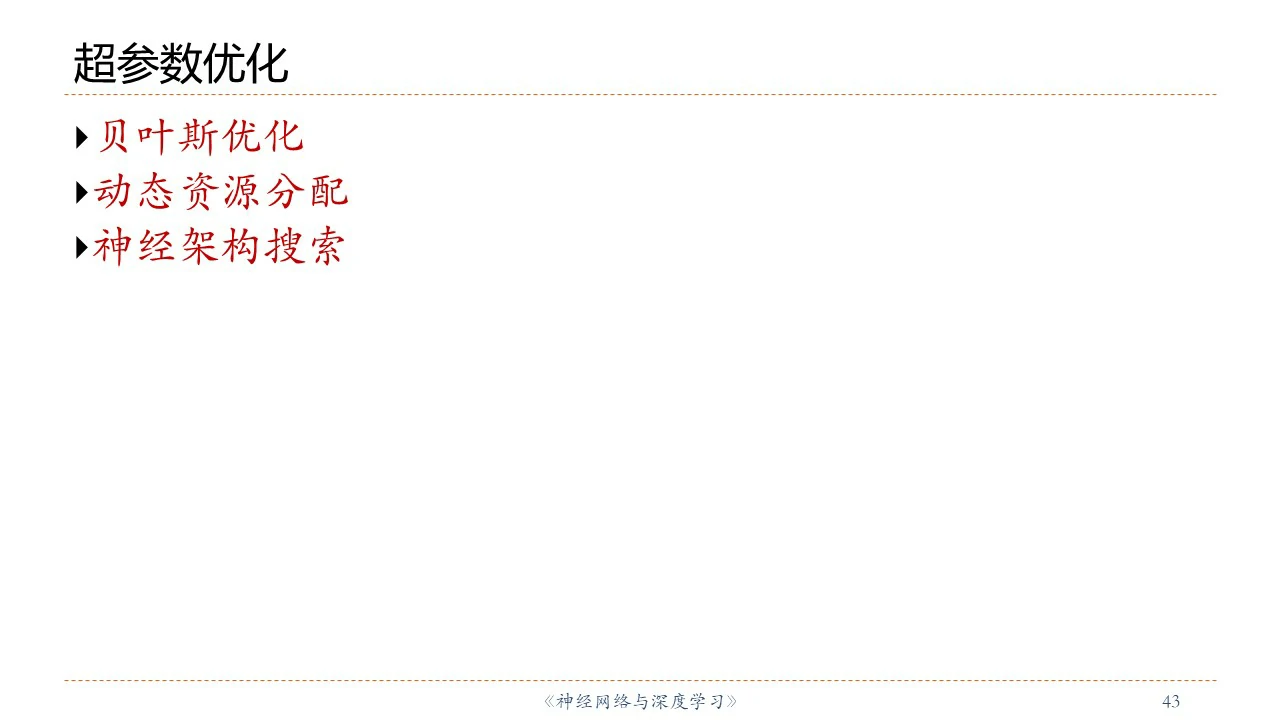 超参数优化
贝叶斯优化
动态资源分配
神经架构搜索
《神经网络与深度学习》
43